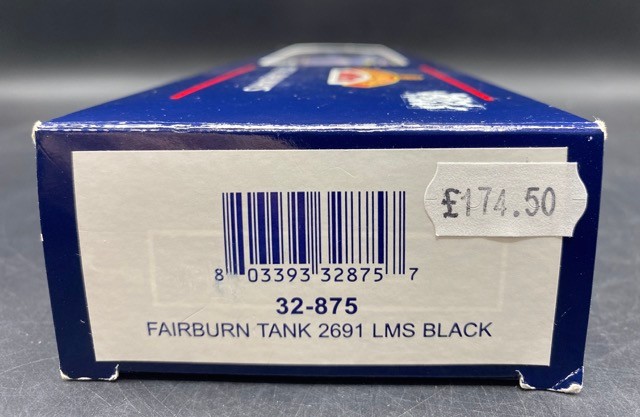 £174.50
8 03393 32875 7
32-875
FAIRBURN TANK 2691 LMS BLACK